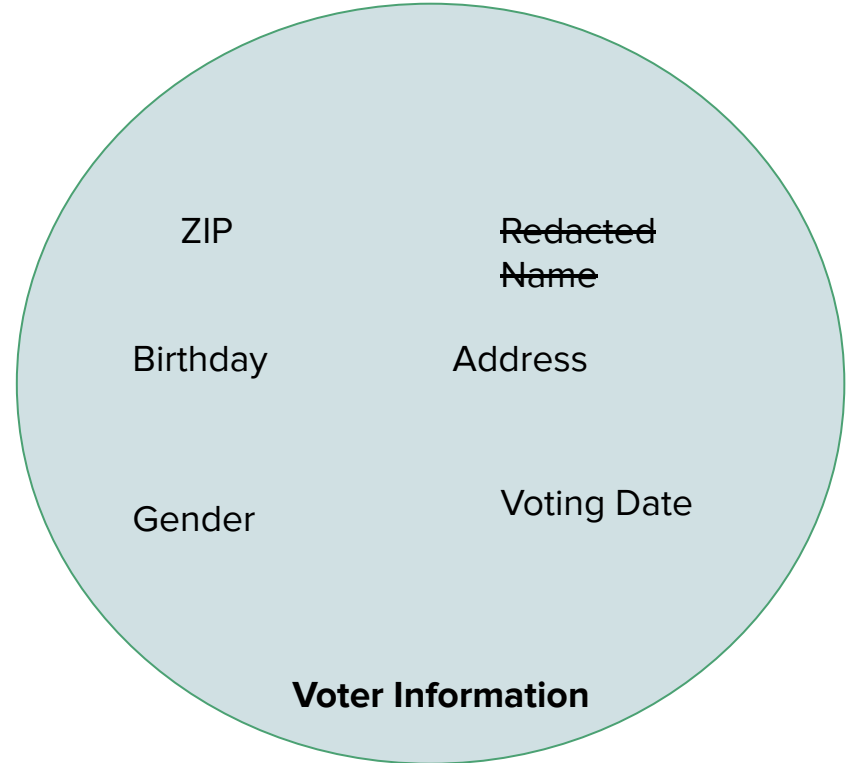 ZIP
Redacted
Name
Birthday
Address
Gender
Voting Date
Voter Information